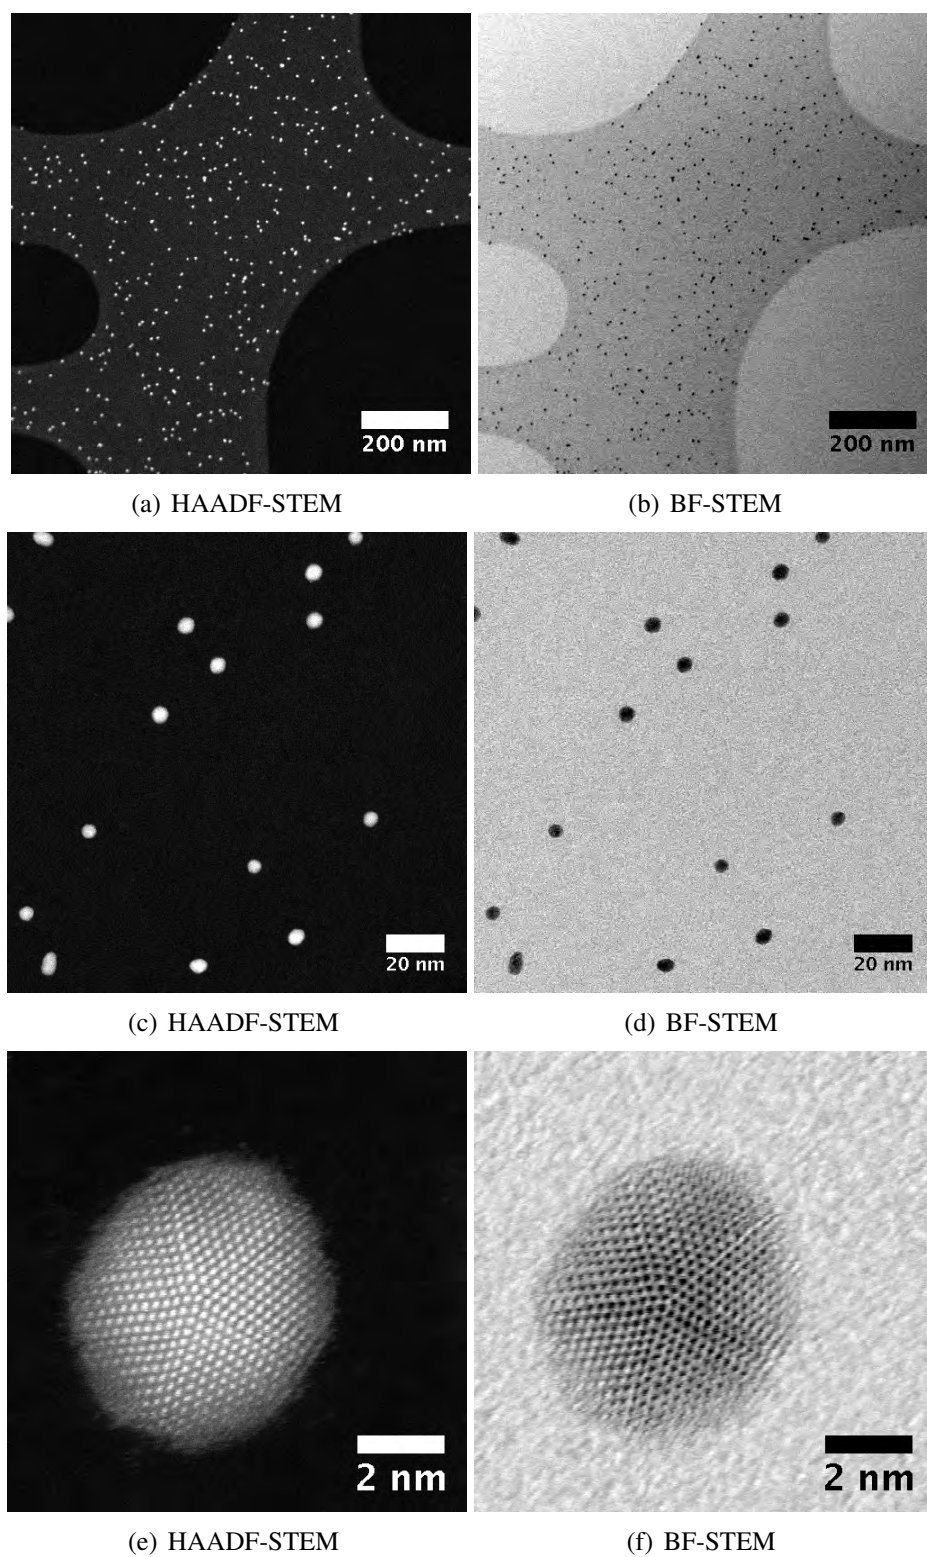 200 nm
200 nm
(a) HAADF-STEM
(b) BF-STEM
20 nm
20 nm
(c) HAADF-STEM
(d) BF-STEM
2 nm
2 nm
(e) HAADF-STEM
(f) BF-STEM